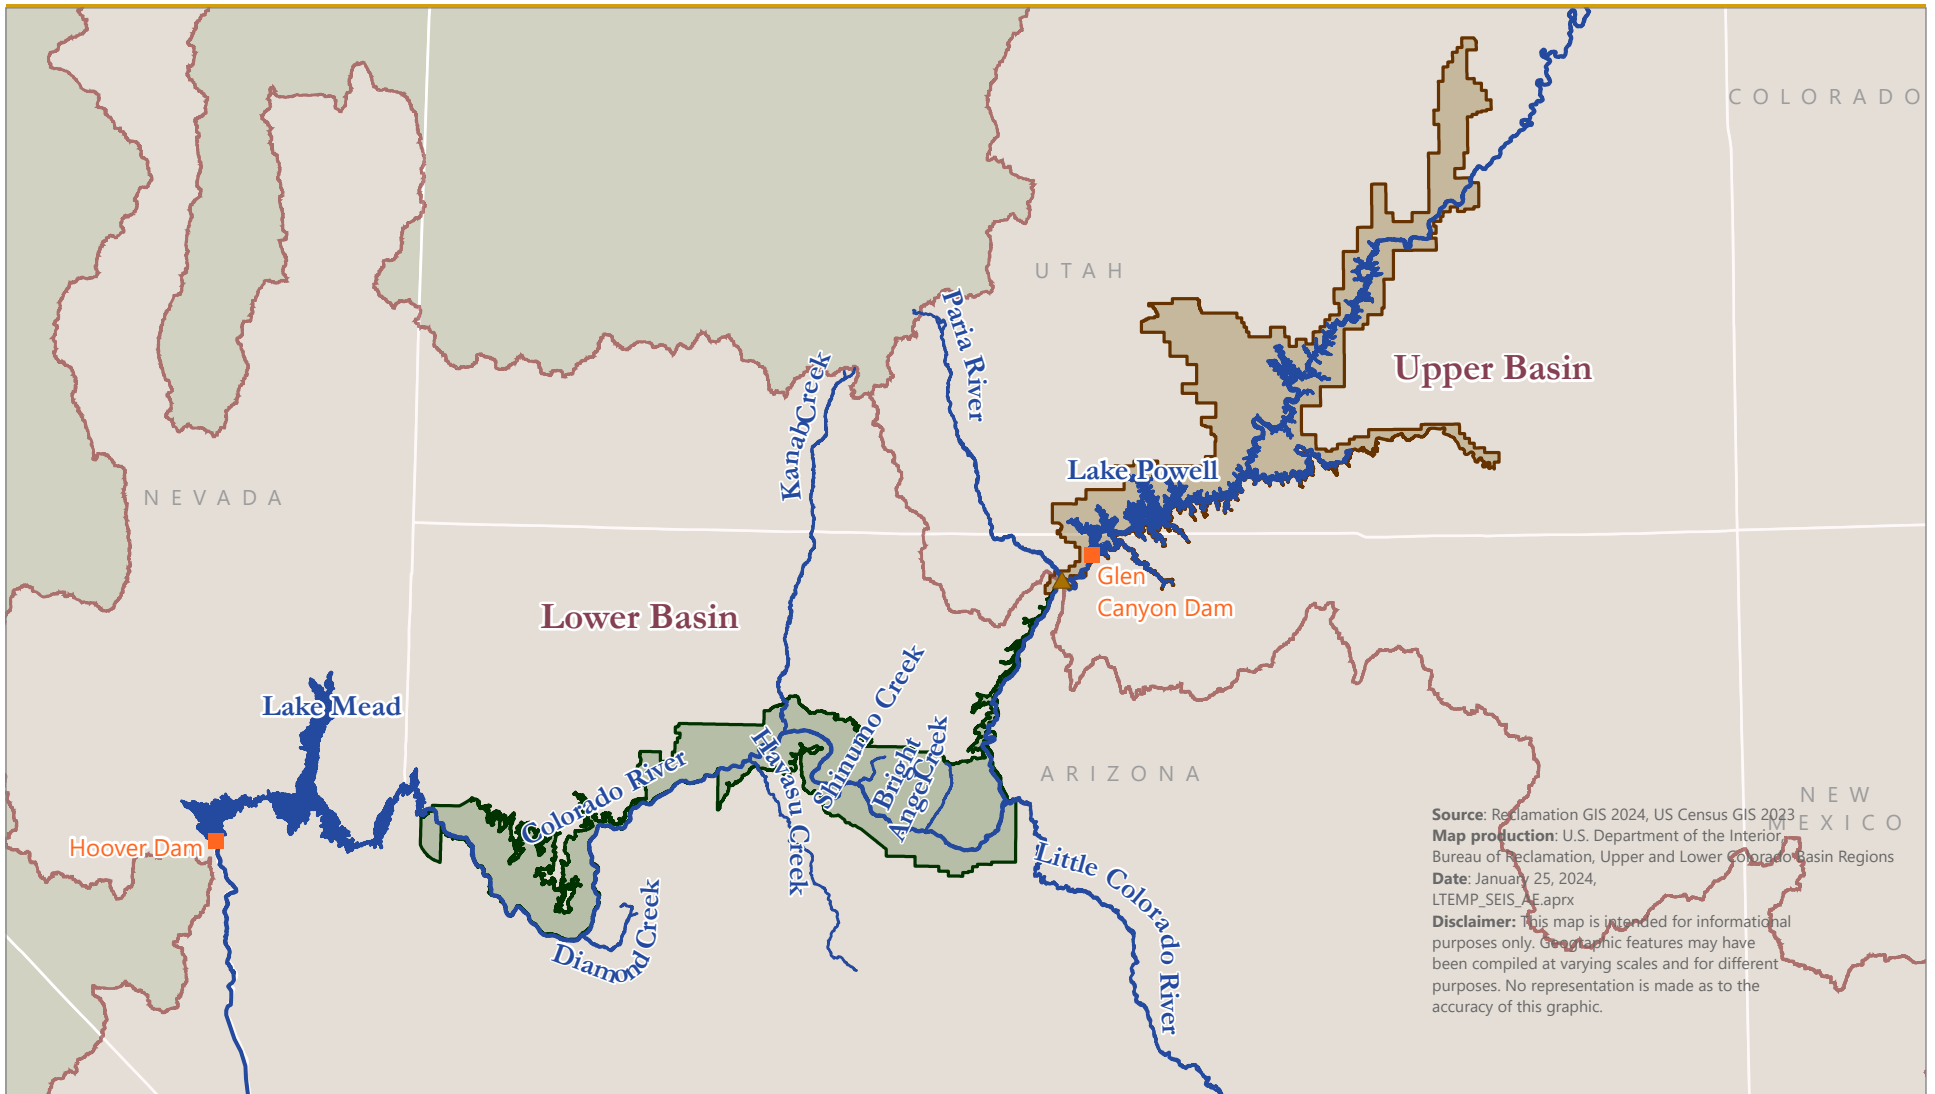 COLORADO
UTAH
Paria River
Kanab Creek
Upper Basin
Lake Powell
NEVADA
Glen
Canyon Dam
Lower Basin
Lake Mead
Shinumo Creek
Havasu Creek
Bright
Angel Creek
Colorado River
ARIZONA
NEW
MEXICO
Hoover Dam
Little Colorado River
Diamond Creek
Source: Reclamation GIS 2024, US Census GIS 2023
Map production: U.S. Department of the Interior,
Bureau of Reclamation, Upper and Lower Colorado Basin Regions
Date: January 25, 2024,
LTEMP_SEIS_AE.aprx
Disclaimer: This map is intended for informational
purposes only. Geographic features may have
been compiled at varying scales and for different
purposes. No representation is made as to the
accuracy of this graphic.